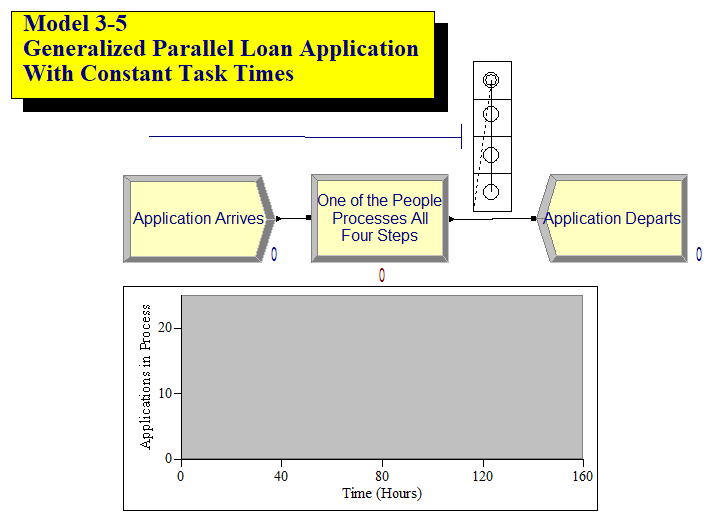 Model 3-5
Generalized Parallel Loan Application
With Constant Task Times
Application Arrives
0
One of the People
Processes All
Four Steps
0
Application Departs
0
Applications in Process
20
10
0
0 40 80 120 160
Time (Hours)